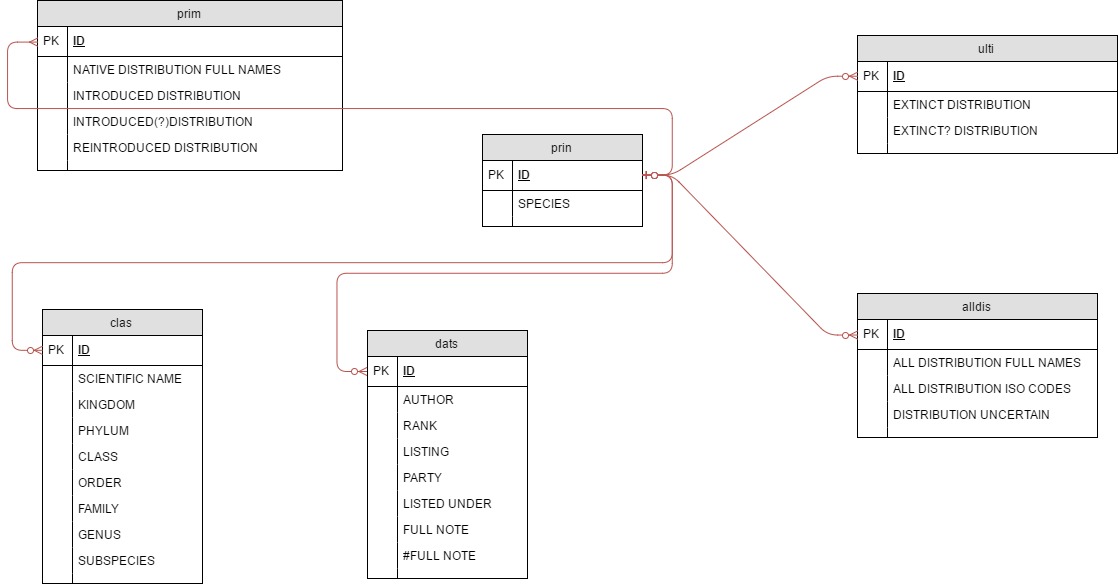 prim
PK ID
NATIVE DISTRIBUTION FULL NAMES
INTRODUCED DISTRIBUTION
INTRODUCED(?)DISTRIBUTION
REINTRODUCED DISTRIBUTION
ulti
PK ID
EXTINCT DISTRIBUTION
EXTINCT? DISTRIBUTION
prin
PK ID
SPECIES
clas
PK ID
SCIENTIFIC NAME
KINGDOM
PHYLUM
CLASS
ORDER
FAMILY
GENUS
SUBSPECIES
dats
PK ID
AUTHOR
RANK
LISTING
PARTY
LISTED UNDER
FULL NOTE
#FULL NOTE
alldis
PK ID
ALL DISTRIBUTION FULL NAMES
ALL DISTRIBUTION ISO CODES
DISTRIBUTION UNCERTAIN